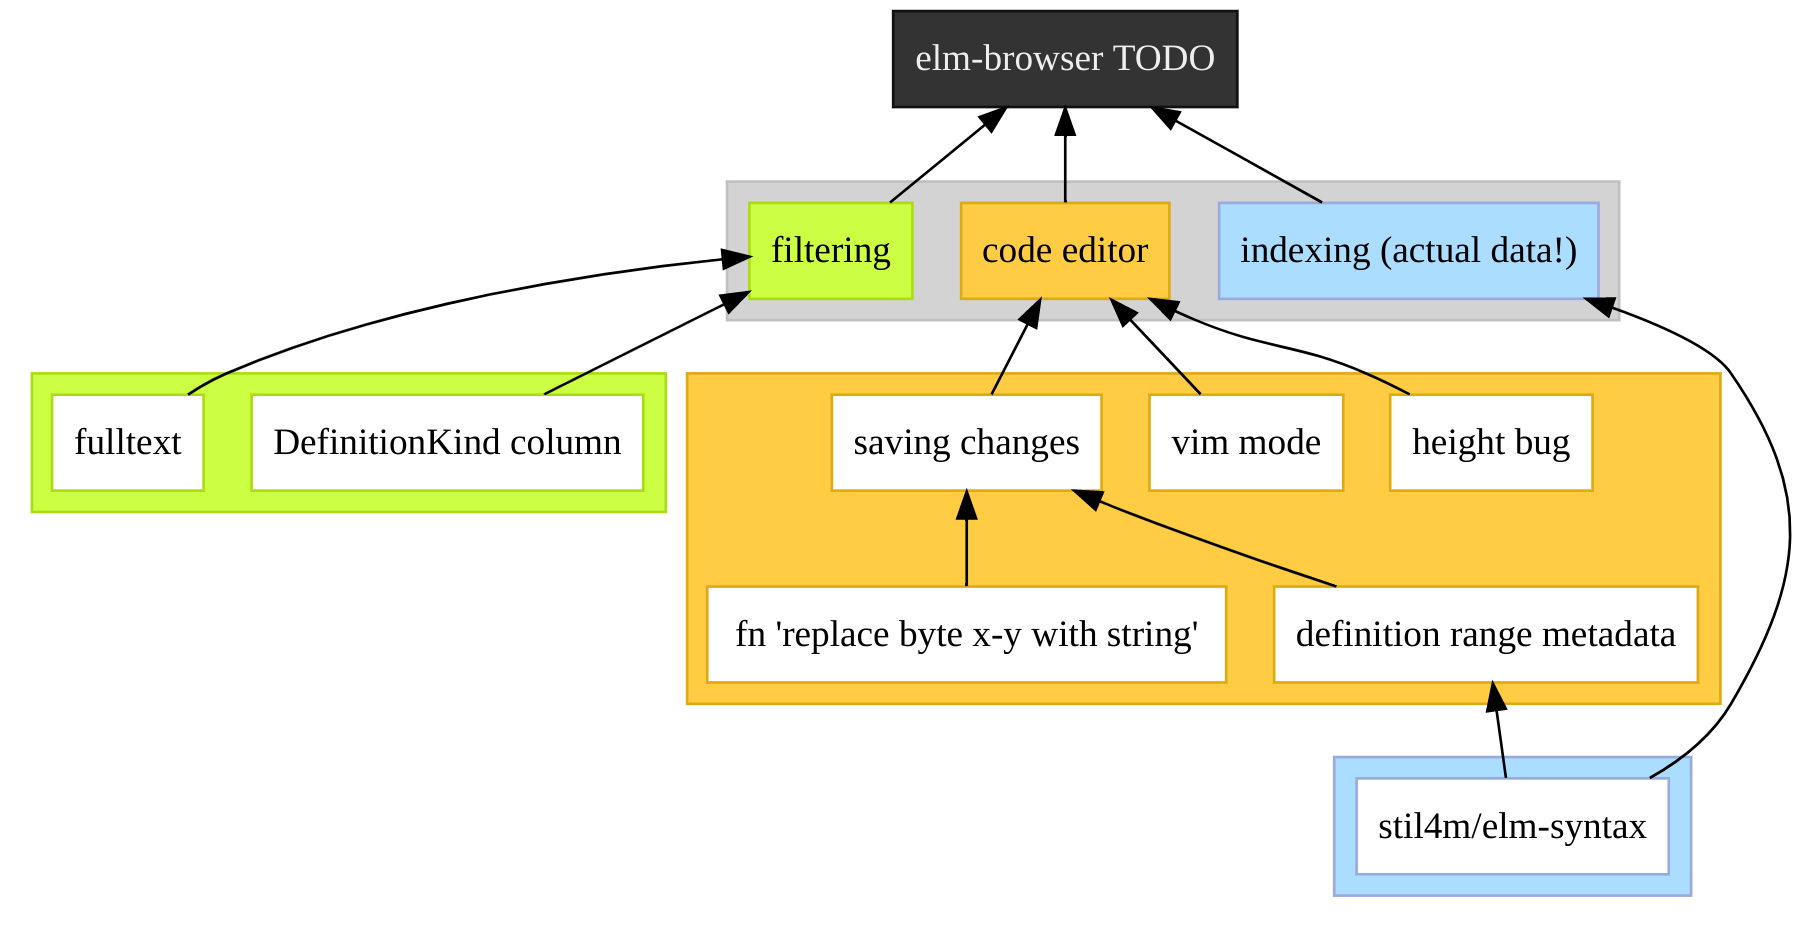 elm-browser TODO
filtering
code editor
indexing (actual data!)
fulltext
DefinitionKind column
saving changes
vim mode
height bug
fn 'replace byte x-y with string'
definition range metadata
stil4m/elm-syntax